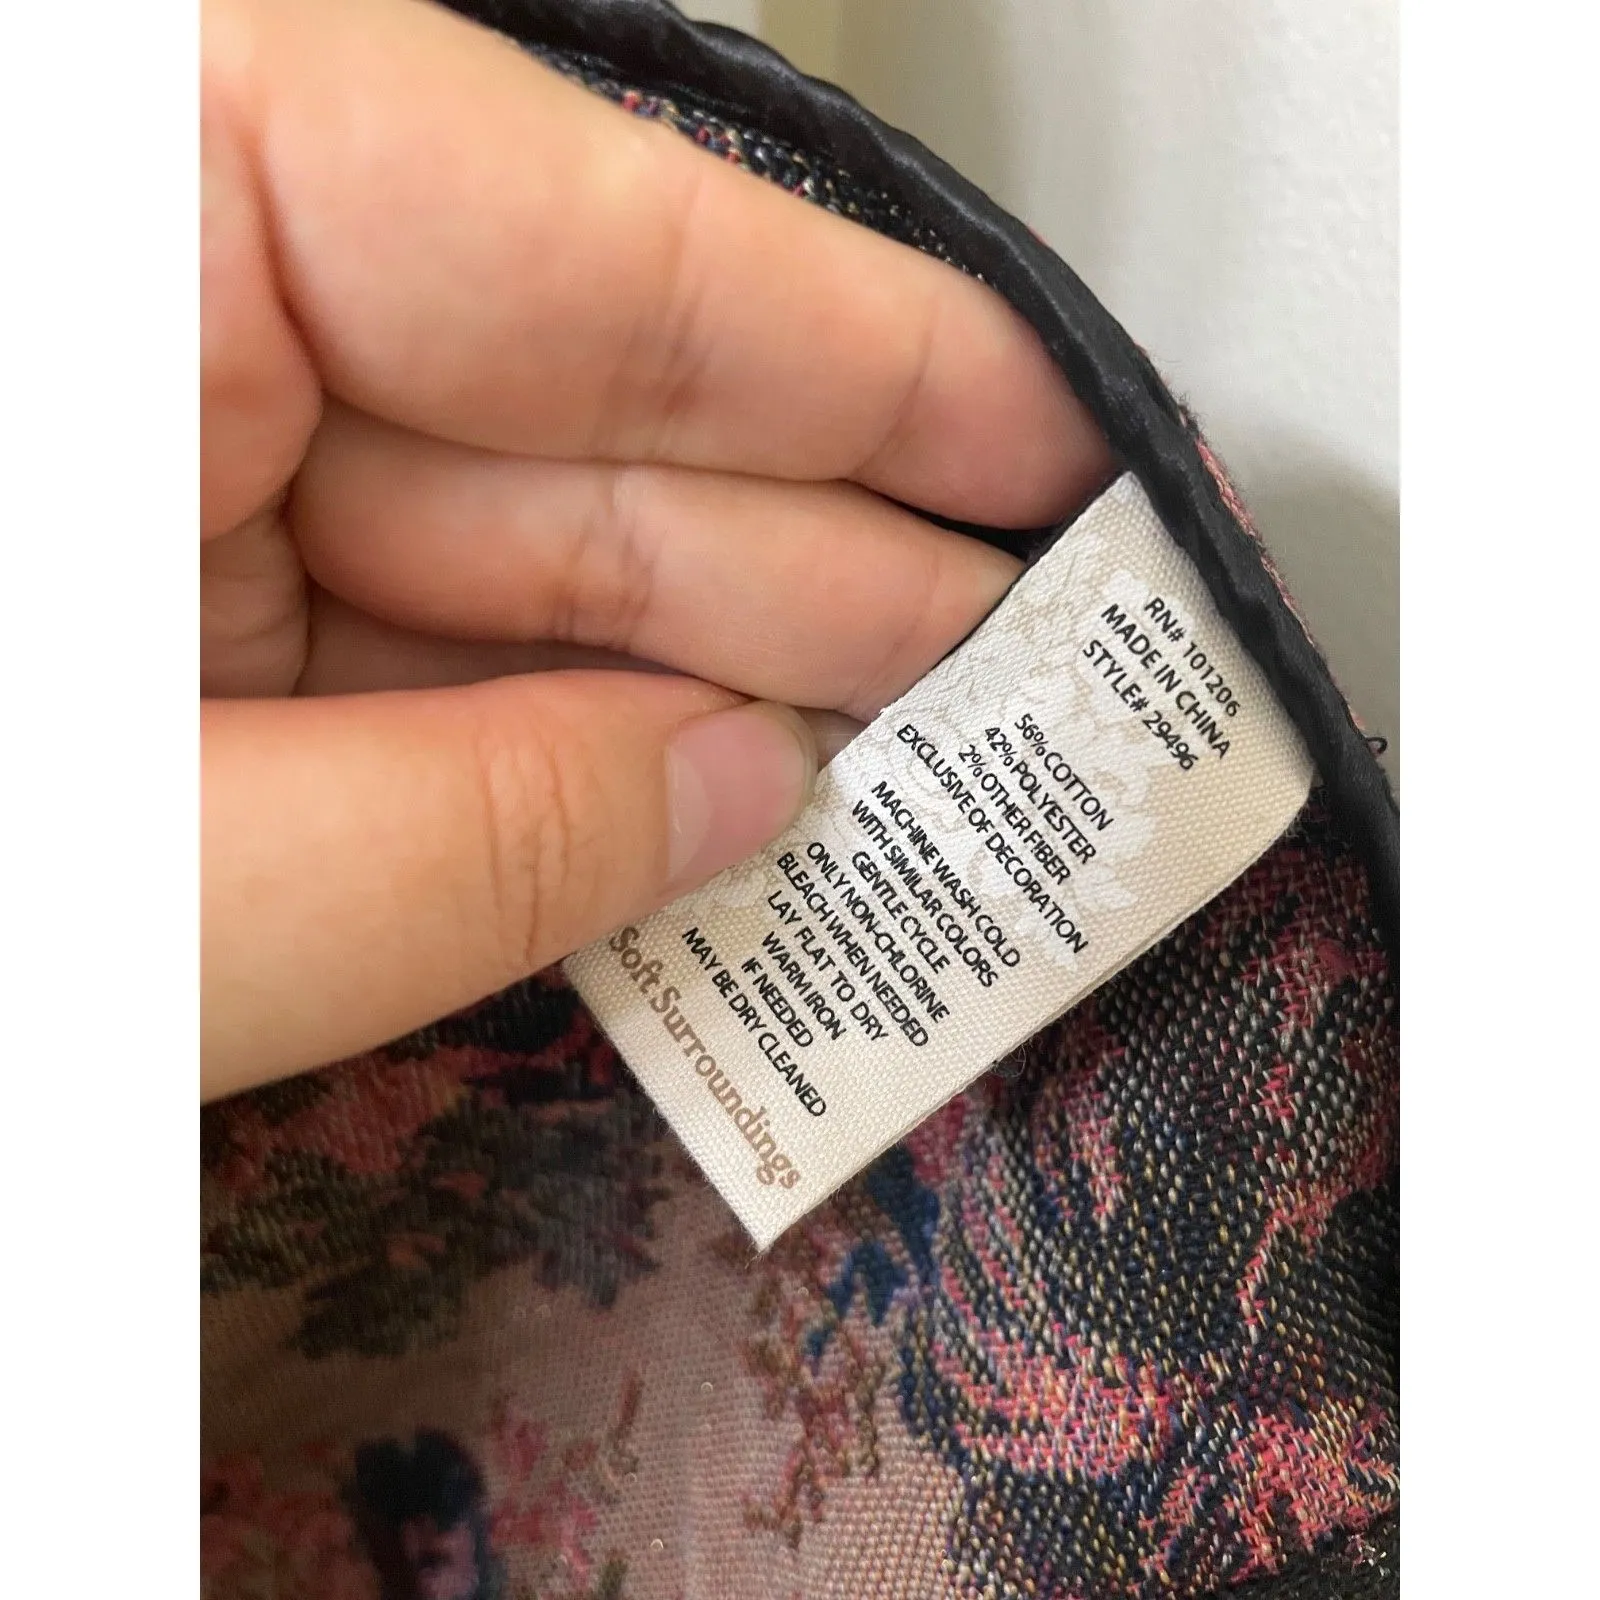 RN# 101206
MADE IN CHINA
STYLE# 29496
56% COTTON
42% POLYESTER
2% OTHER FIBER
EXCLUSIVE OF DECORATION
MACHINE WASH COLD
WITH SIMILAR COLORS
GENTLE CYCLE
ONLY NON-CHLORINE
BLEACH WHEN NEEDED
LAY FLAT TO DRY
WARM IRON
IF NEEDED
MAY BE DRY CLEANED
Soft Surroundings